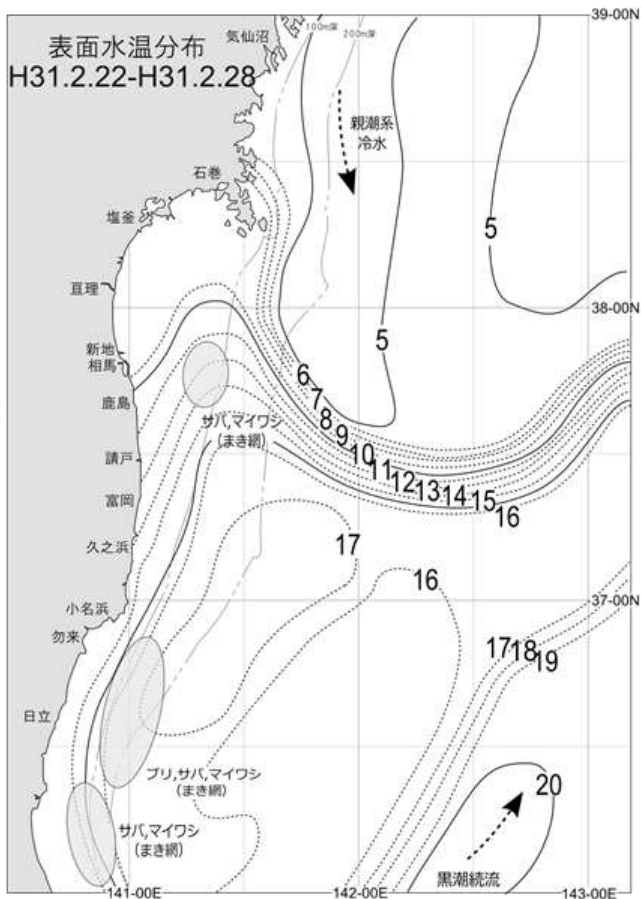 表面水温分布
H31.2.22-H31.2.28
気仙沼
100m深
200m深
39-00N
親潮系
冷水
石巻
塩釜
5
亘理
38-00N
新地
相馬
5
鹿島
6
7
8
9
10
11
12
13
14
15
16
サバ,マイワシ
(まき網)
請戸
富岡
久之浜
17
16
37-00N
小名浜
勿来
17
18
19
日立
ブリ,サバ,マイワシ
(まき網)
20
サバ,マイワシ
(まき網)
黒潮続流
141-00E
142-00E
143-00E